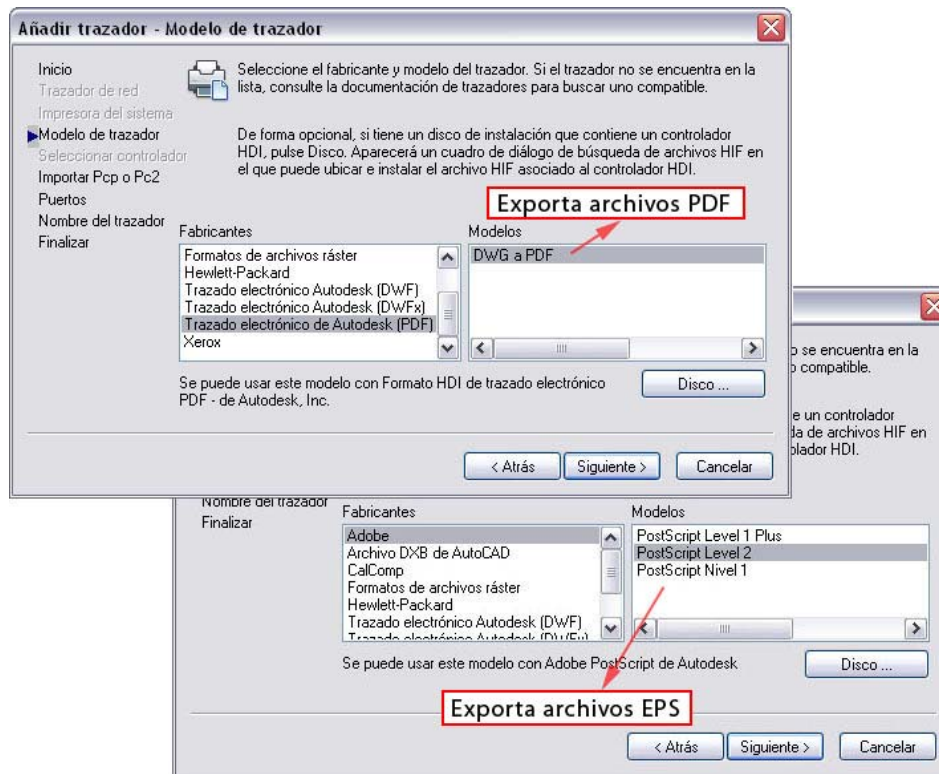 Añadir trazador - Modelo de trazador
Inicio
Trazador de red
Impresora del sistema
Modelo de trazador
Seleccionar controlador
Importar Pcp o Pc2
Puertos
Nombre del trazador
Finalizar
Seleccione el fabricante y modelo del trazador. Si el trazador no se encuentra en la
lista, consulte la documentación de trazadores para buscar uno compatible.
De forma opcional, si tiene un disco de instalación que contiene un controlador
HDI, pulse Disco. Aparecerá un cuadro de diálogo de búsqueda de archivos HIF en
el que puede ubicar e instalar el archivo HIF asociado al controlador HDI.
Exporta archivos PDF
Fabricantes
Formatos de archivos ráster
Hewlett-Packard
Trazado electrónico Autodesk (DWF)
Trazado electrónico Autodesk (DWFx)
Trazado electrónico de Autodesk (PDF)
Xerox
Modelos
DWG a PDF
Se puede usar este modelo con Formato HDI de trazado electrónico
PDF - de Autodesk, Inc.
Disco ...
< Atrás
Siguiente >
Cancelar
se encuentra en la
compatible.
e un controlador
da de archivos HIF en
olador HDI.
Nombre del trazador
Finalizar
Fabricantes
Adobe
Archivo DXB de AutoCAD
CalComp
Formatos de archivos ráster
Hewlett-Packard
Trazado electrónico Autodesk (DWF)
Trazado electrónico Autodesk
Modelos
PostScript Level 1 Plus
PostScript Level 2
PostScript Nivel 1
Se puede usar este modelo con Adobe PostScript de Autodesk
Disco ...
Exporta archivos EPS
< Atrás
Siguiente >
Cancelar